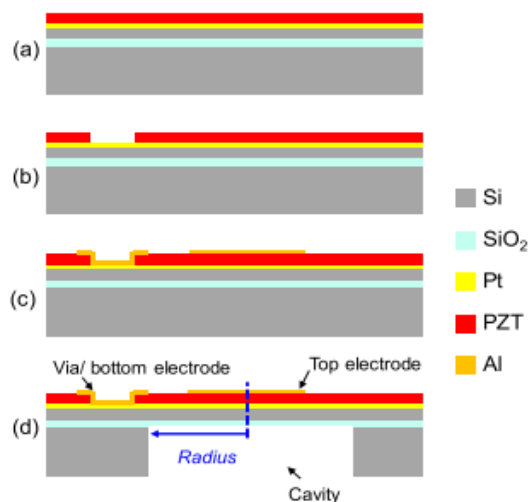 (a)
(b)
(c)
(d)
Si
SiO₂
Pt
PZT
Al
Via/ bottom electrode
Top electrode
Radius
Cavity